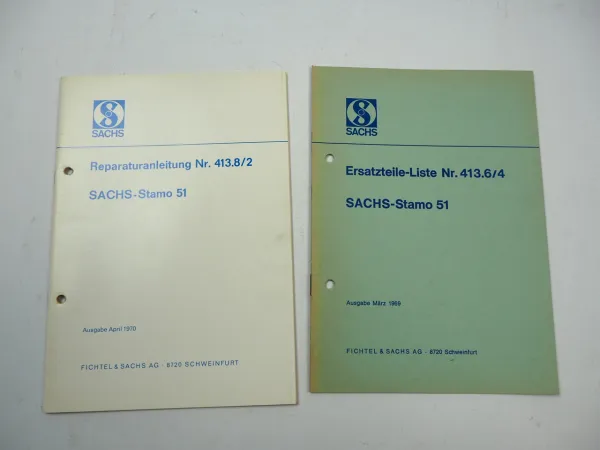 SACHS
Reparaturanleitung Nr. 413.8/2
SACHS-Stamo 51
Ausgabe April 1970
FICHTEL & SACHS AG · 8720 SCHWEINFURT
SACHS
Ersatzteile-Liste Nr. 413.6/4
SACHS-Stamo 51
Ausgabe März 1969
FICHTEL & SACHS AG · 8720 Schweinfurt